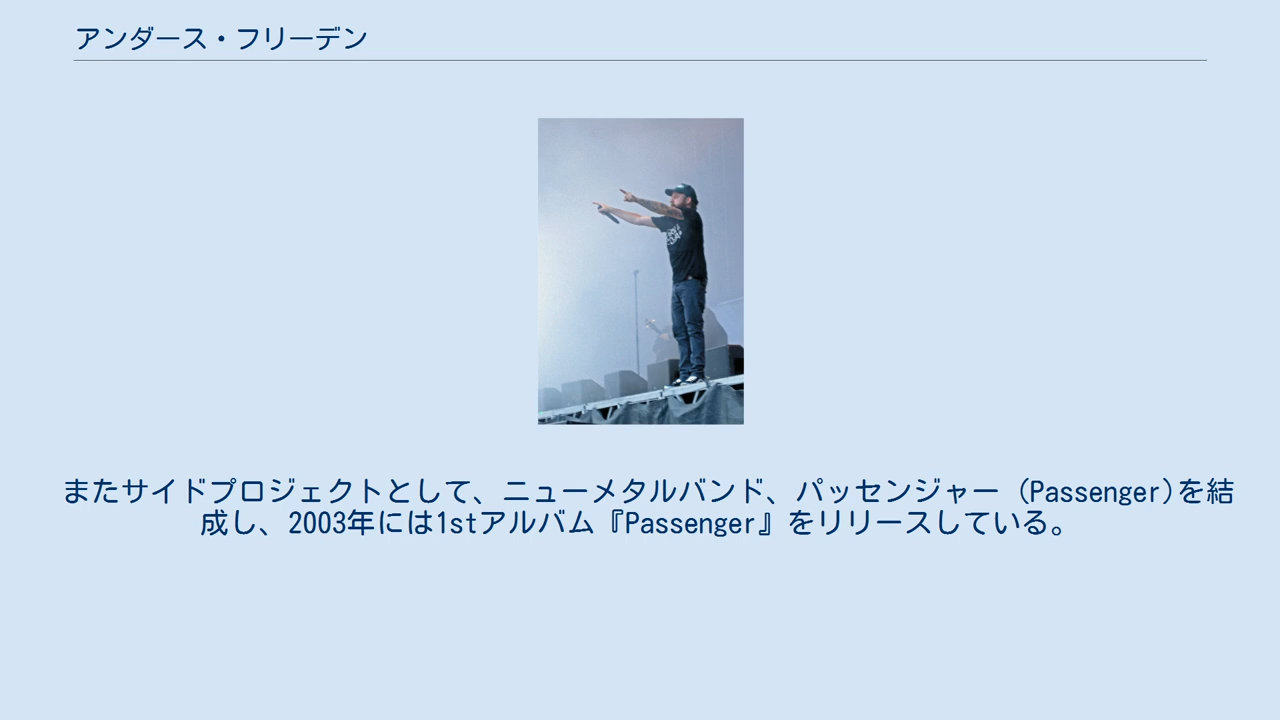 アンダース・フリーデン
またサイドプロジェクトとして、ニューメタルバンド、パッセンジャー (Passenger)を結
成し、2003年には1stアルバム『Passenger』をリリースしている。